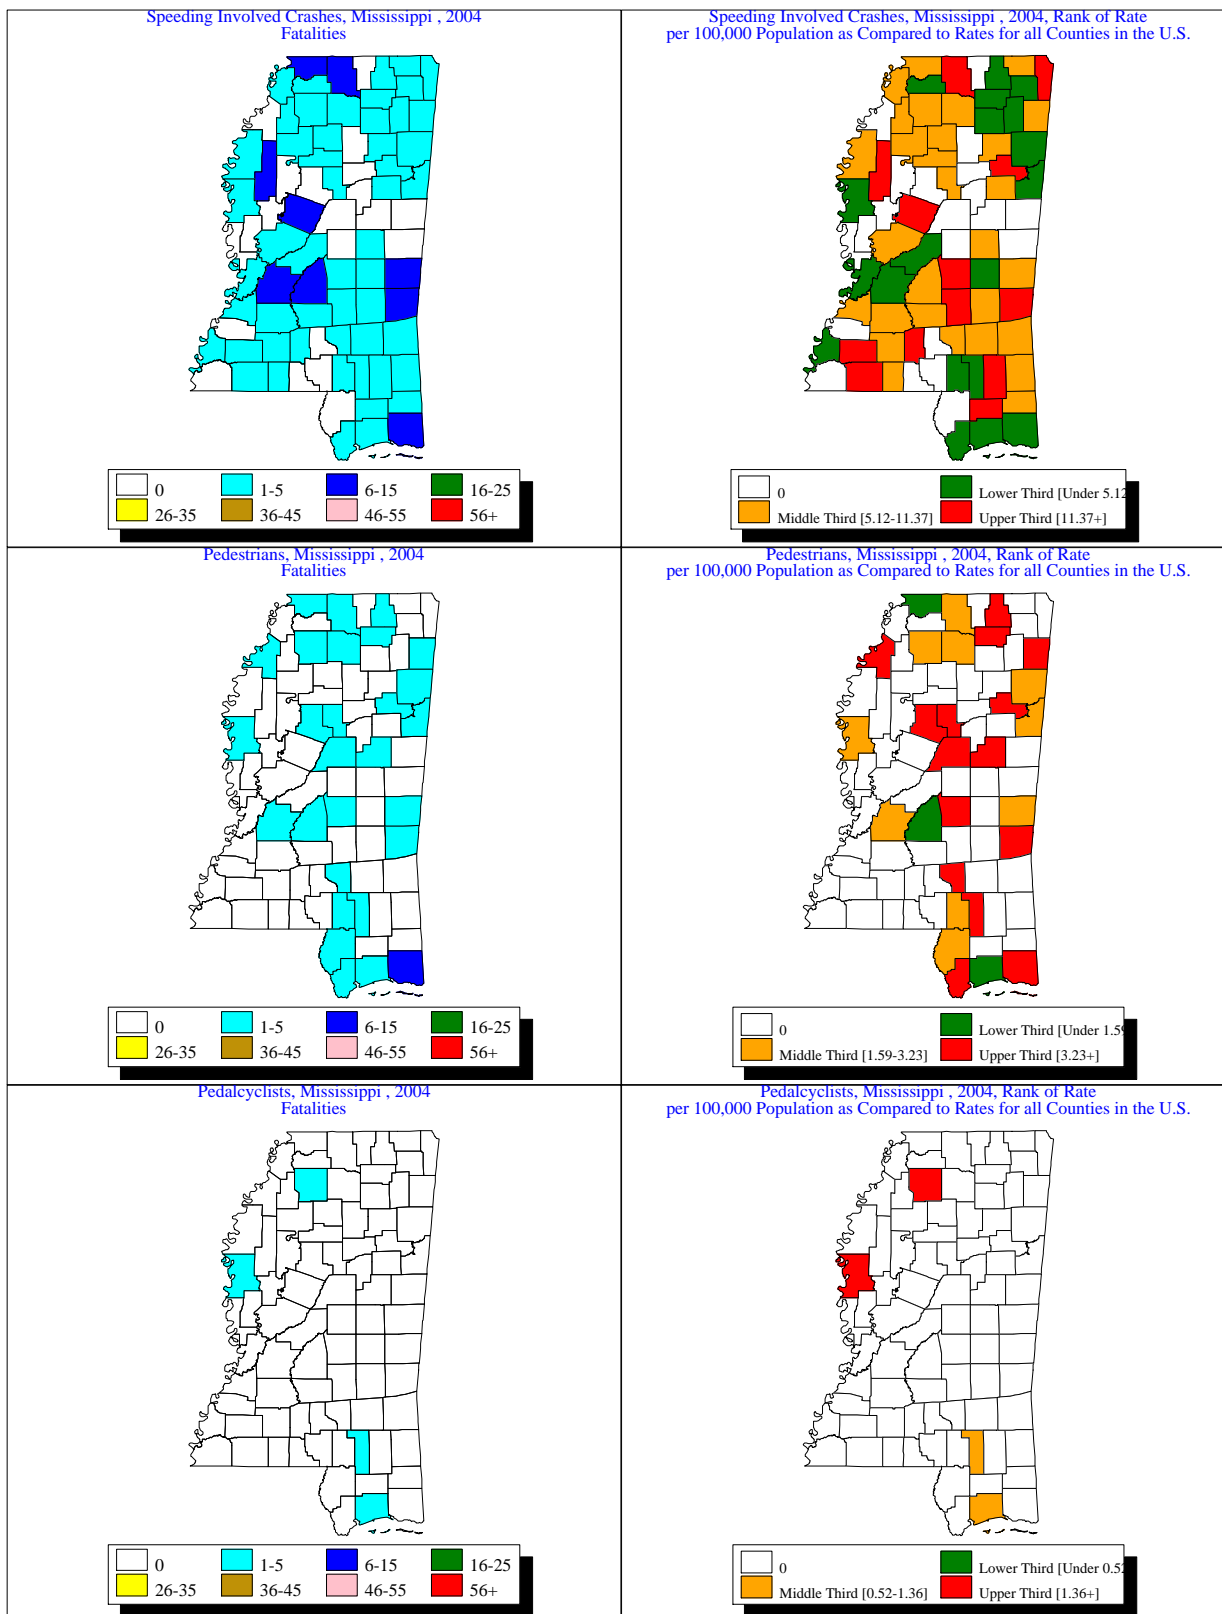 Speeding Involved Crashes, Mississippi , 2004
Fatalities
0
1-5
6-15
16-25
26-35
36-45
46-55
56+
Speeding Involved Crashes, Mississippi , 2004, Rank of Rate
per 100,000 Population as Compared to Rates for all Counties in the U.S.
0
Lower Third [Under 5.12
Middle Third [5.12-11.37]
Upper Third [11.37+]
Pedestrians, Mississippi , 2004
Fatalities
0
1-5
6-15
16-25
26-35
36-45
46-55
56+
Pedestrians, Mississippi , 2004, Rank of Rate
per 100,000 Population as Compared to Rates for all Counties in the U.S.
0
Lower Third [Under 1.59
Middle Third [1.59-3.23]
Upper Third [3.23+]
Pedalcyclists, Mississippi , 2004
Fatalities
0
1-5
6-15
16-25
26-35
36-45
46-55
56+
Pedalcyclists, Mississippi , 2004, Rank of Rate
per 100,000 Population as Compared to Rates for all Counties in the U.S.
0
Lower Third [Under 0.52
Middle Third [0.52-1.36]
Upper Third [1.36+]